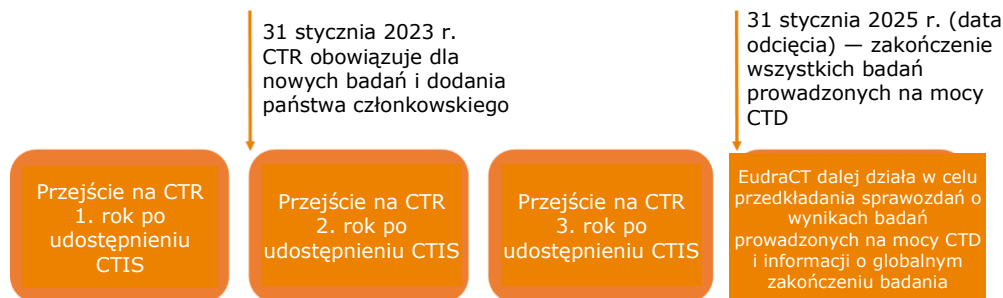 31 stycznia 2023 r.
CTR obowiązuje dla
nowych badań i dodania
państwa członkowskiego
31 stycznia 2025 r. (data
odcięcia) — zakończenie
wszystkich badań
prowadzonych na mocy
CTD
Przejście na CTR
1. rok po
udostępnieniu
CTIS
Przejście na CTR
2. rok po
udostępnieniu CTIS
Przejście na CTR
3. rok po
udostępnieniu CTIS
EudraCT dalej działa w celu
przedkładania sprawozdań o
wynikach badań
prowadzonych na mocy CTD
i informacji o globalnym
zakończeniu badania